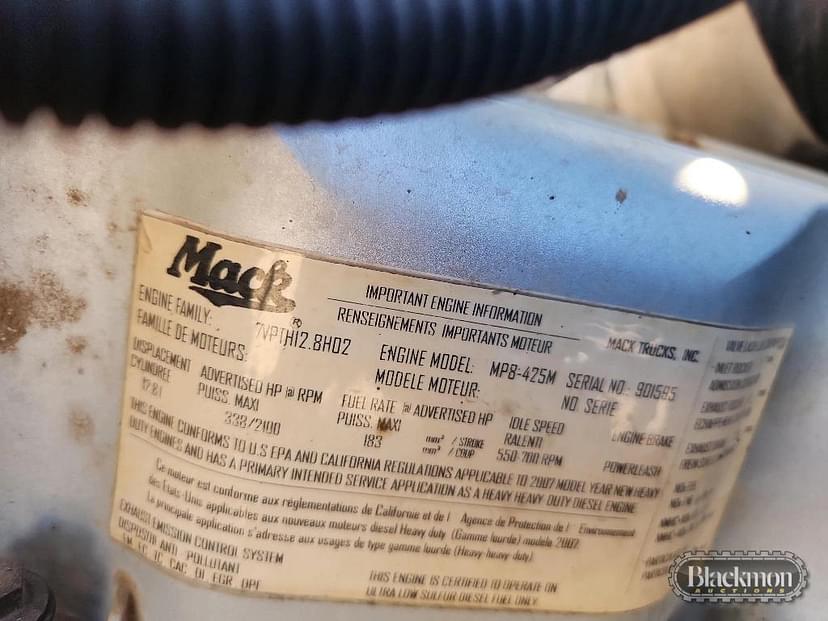 Mack®
IMPORTANT ENGINE INFORMATION
RENSEIGNEMENTS IMPORTANTS MOTEUR
MACK TRUCKS, INC.
ENGINE FAMILY: 7VPTH12.8H02
FAMILLE DE MOTEURS:
ENGINE MODEL: MP8-425M
MODELE MOTEUR:
SERIAL NO.: 901595
NO SERIE
DISPLACEMENT
CYLINDREE
12.8 l
ADVERTISED HP @ RPM
PUISS. MAXI
338/2100
FUEL RATE @ ADVERTISED HP
PUISS. MAXI
183 mm³ / STROKE
mm³ / COUP
IDLE SPEED
RALENTI
550-700 RPM
ENGINE BRAKE
POWERLEASH
THIS ENGINE CONFORMS TO U.S EPA AND CALIFORNIA REGULATIONS APPLICABLE TO 2007 MODEL YEAR NEW HEAVY
DUTY ENGINES AND HAS A PRIMARY INTENDED SERVICE APPLICATION AS A HEAVY HEAVY DUTY DIESEL ENGINE
Ce moteur est conforme aux réglementations de Californie et de l Agence de Protection de l Environnement
des Etats-Unis applicables aux nouveaux moteurs diesel Heavy duty (Gamme lourde) modéle 2007.
La principale application s'adresse aux usages de type gamme lourde (Heavy-heavy duty).
EXHAUST EMISSION CONTROL SYSTEM
DISPOSITIF ANTI - POLLUTANT
EM, EC, TC, CAC, DI, EGR, OPF
THIS ENGINE IS CERTIFIED TO OPERATE ON
ULTRA LOW SULFUR DIESEL FUEL ONLY.
Blackmon
AUCTIONS